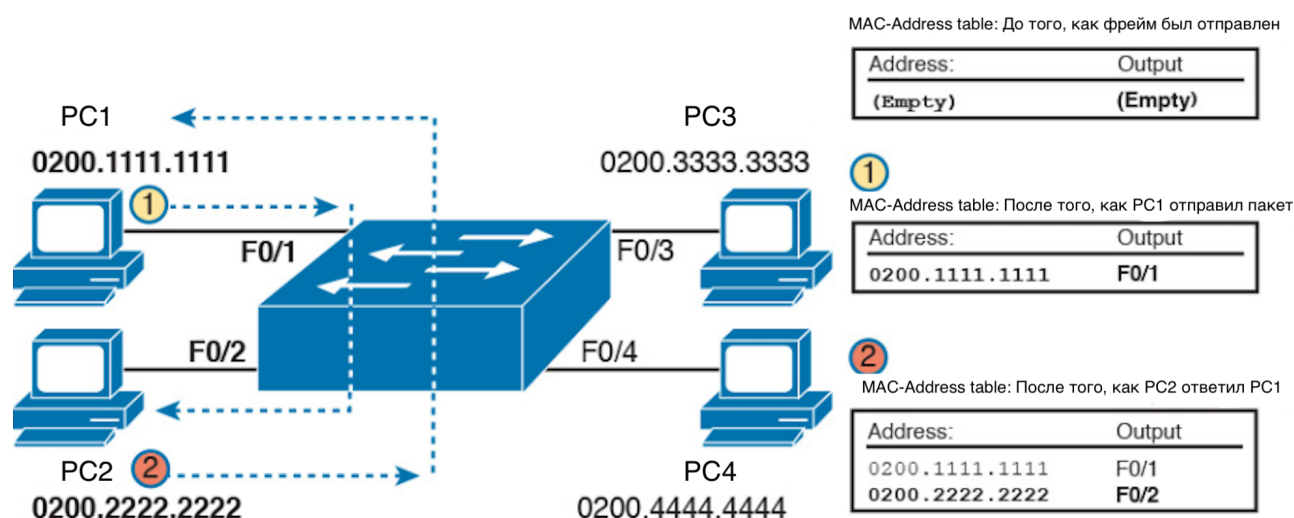 MAC-Address table: До того, как фрейм был отправлен
Address: Output
(Empty) (Empty)
PC1
0200.1111.1111
PC3
0200.3333.3333
1
1
MAC-Address table: После того, как PC1 отправил пакет
Address: Output
0200.1111.1111 F0/1
F0/1
F0/3
F0/2
F0/4
2
MAC-Address table: После того, как PC2 ответил PC1
Address: Output
0200.1111.1111 F0/1
0200.2222.2222 F0/2
PC2
2
0200.2222.2222
PC4
0200.4444.4444